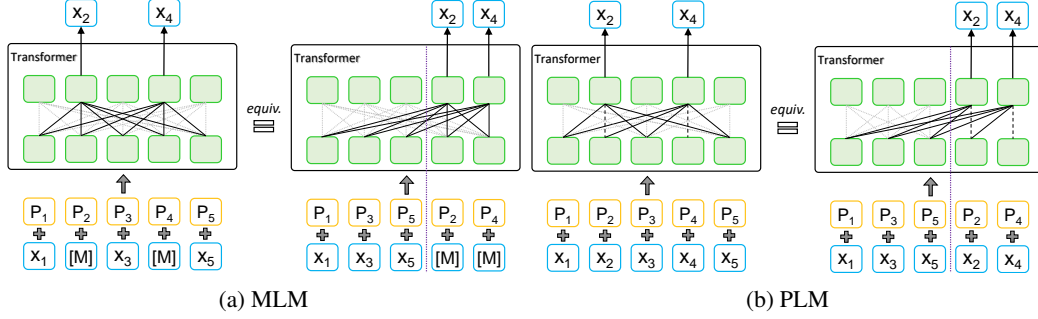 x₂ x₄ x₂ x₄ x₂ x₄ x₂ x₄
Transformer Transformer Transformer Transformer
equiv. equiv.
P₁ P₂ P₃ P₄ P₅ P₁ P₃ P₅ P₂ P₄ P₁ P₂ P₃ P₄ P₅ P₁ P₃ P₅ P₂ P₄
x₁ [M] x₃ [M] x₅ x₁ x₃ x₅ [M] [M] x₁ x₂ x₃ x₄ x₅ x₁ x₃ x₅ x₂ x₄
(a) MLM (b) PLM